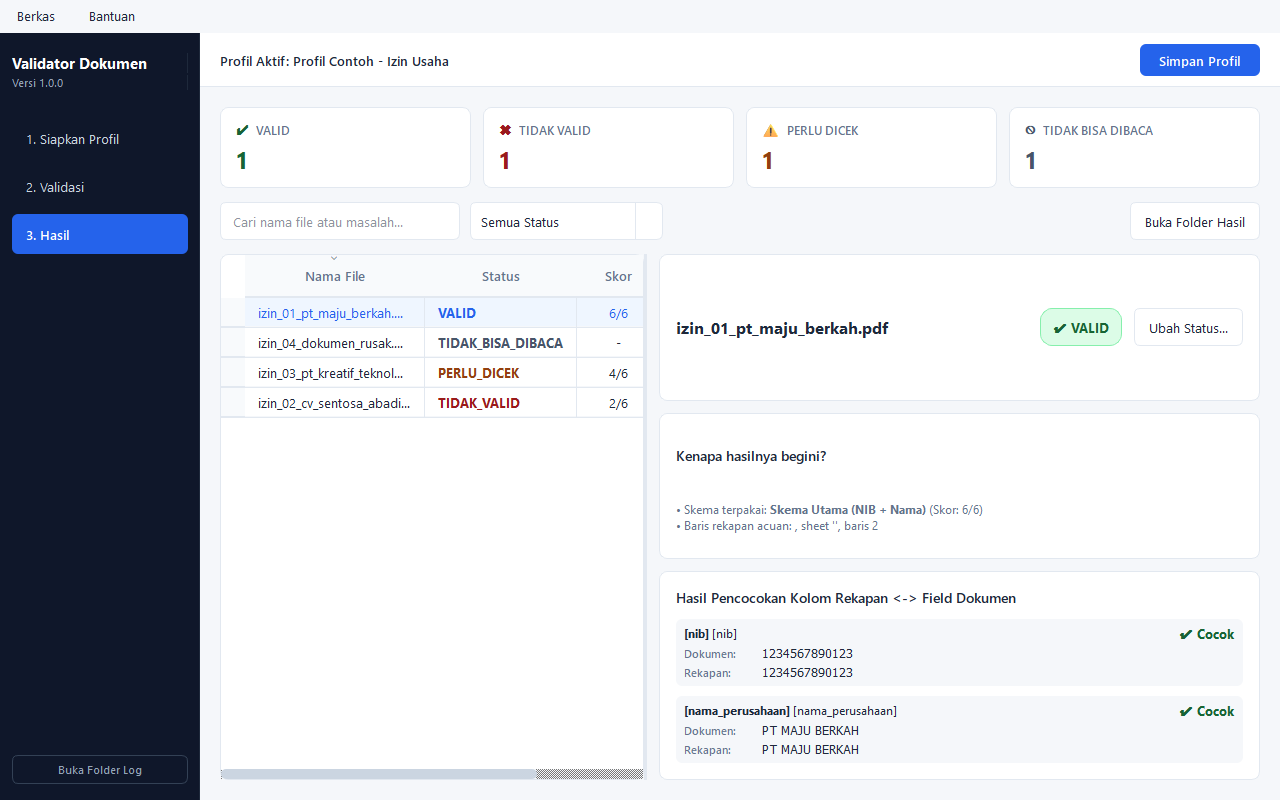 Berkas Bantuan
Validator Dokumen
Versi 1.0.0
1. Siapkan Profil
2. Validasi
3. Hasil
Buka Folder Log
Profil Aktif: Profil Contoh - Izin Usaha
Simpan Profil
✔ VALID
1
✖ TIDAK VALID
1
⚠ PERLU DICEK
1
🛇 TIDAK BISA DIBACA
1
Cari nama file atau masalah...
Semua Status
Buka Folder Hasil
Nama File Status Skor
izin_01_pt_maju_berkah.... VALID 6/6
izin_04_dokumen_rusak.... TIDAK_BISA_DIBACA -
izin_03_pt_kreatif_teknol... PERLU_DICEK 4/6
izin_02_cv_sentosa_abadi... TIDAK_VALID 2/6
izin_01_pt_maju_berkah.pdf
✔ VALID
Ubah Status...
Kenapa hasilnya begini?
• Skema terpakai: Skema Utama (NIB + Nama) (Skor: 6/6)
• Baris rekapan acuan: , sheet '', baris 2
Hasil Pencocokan Kolom Rekapan <-> Field Dokumen
[nib] [nib] ✔ Cocok
Dokumen: 1234567890123
Rekapan: 1234567890123
[nama_perusahaan] [nama_perusahaan] ✔ Cocok
Dokumen: PT MAJU BERKAH
Rekapan: PT MAJU BERKAH